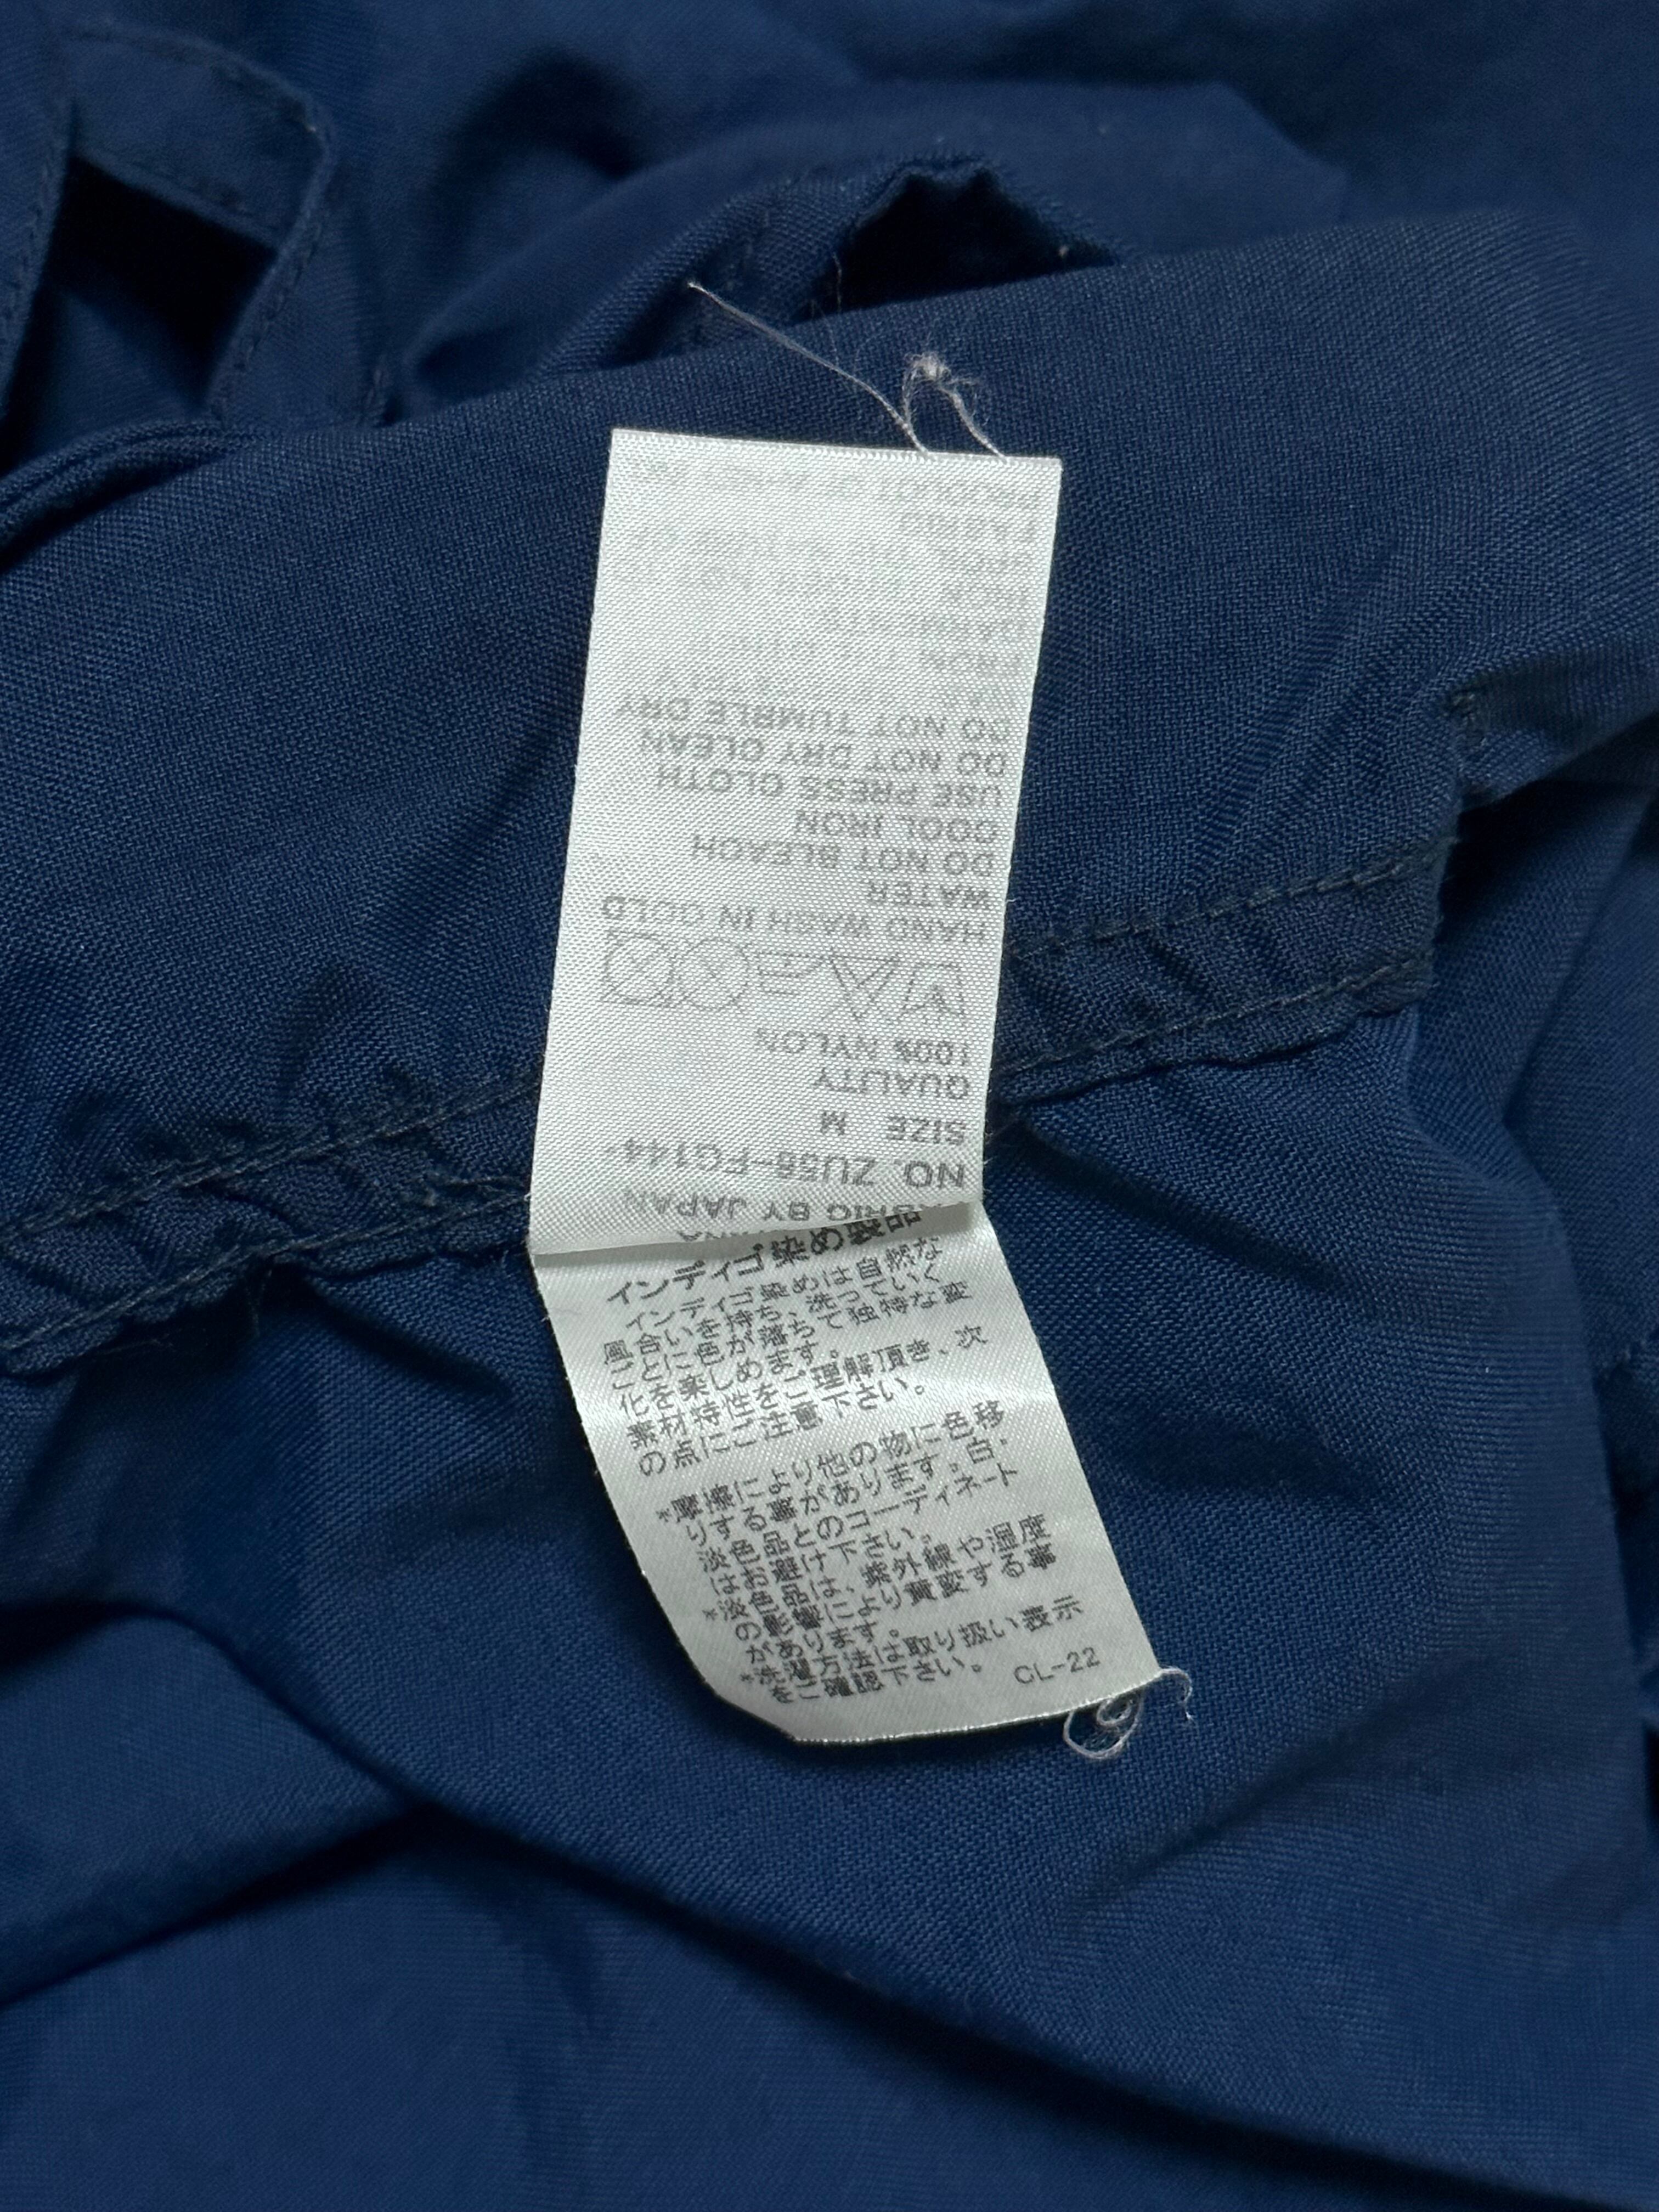 BRIC BY JAPAN
NO. ZU56-FG144
SIZE M
QUALITY
100% NYLON
HAND WASH IN COLD
WATER
DO NOT BLEACH
COOL IRON
USE PRESS CLOTH
DO NOT DRY CLEAN
DO NOT TUMBLE DRY
IRON
FABRIC
インディゴ染め製品
インディゴ染めは自然な
風合いを持ち、洗っていく
ごとに色が落ちて独特な変
化を楽しめます。
素材特性をご理解頂き、次
の点にご注意下さい。
*摩擦により他の物に色移
りする事があります。白・
淡色品とのコーディネート
はお避け下さい。
*淡色品は、紫外線や湿度
の影響により黄変する事
があります。
*洗濯方法は取り扱い表示
をご確認下さい。 CL-22